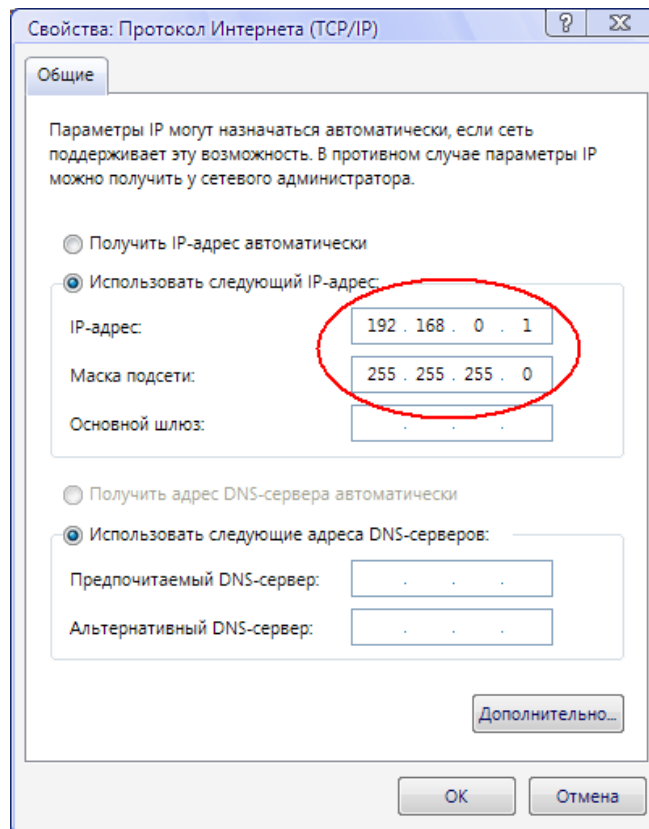 Свойства: Протокол Интернета (TCP/IP)
Общие
Параметры IP могут назначаться автоматически, если сеть
поддерживает эту возможность. В противном случае параметры IP
можно получить у сетевого администратора.
Получить IP-адрес автоматически
Использовать следующий IP-адрес:
IP-адрес: 192 . 168 . 0 . 1
Маска подсети: 255 . 255 . 255 . 0
Основной шлюз: . . .
Получить адрес DNS-сервера автоматически
Использовать следующие адреса DNS-серверов:
Предпочитаемый DNS-сервер: . . .
Альтернативный DNS-сервер: . . .
Дополнительно...
ОК Отмена